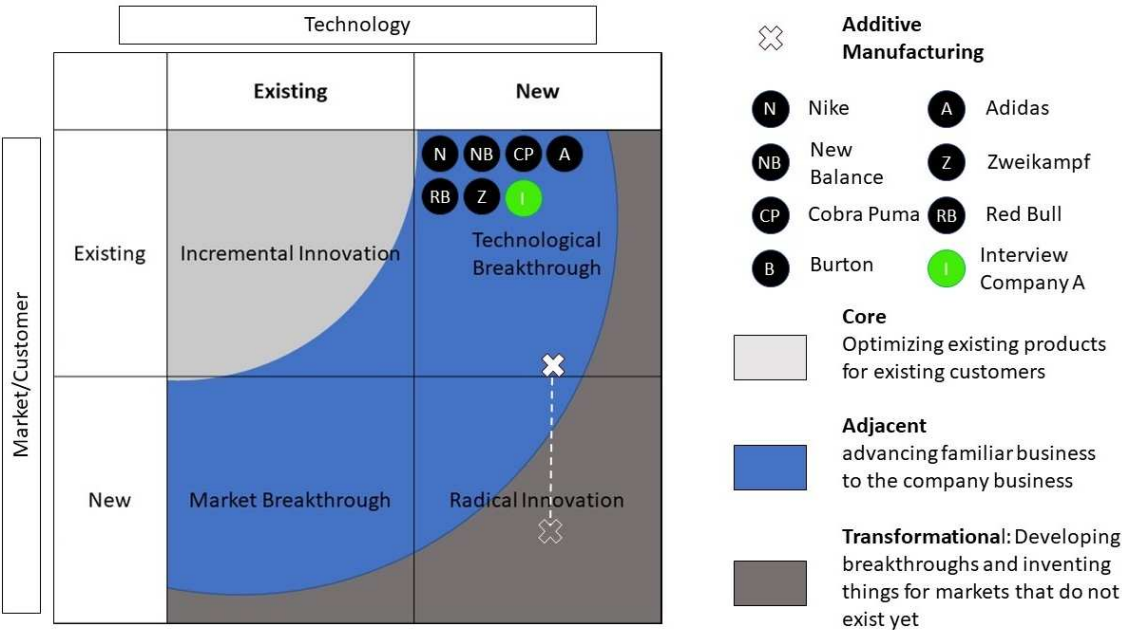 Technology
Existing
New
N
NB
CP
A
RB
Z
I
Existing
Incremental Innovation
Technological
Breakthrough
Market/Customer
New
Market Breakthrough
Radical Innovation
Additive
Manufacturing
N
Nike
A
Adidas
NB
New
Balance
Z
Zweikampf
CP
Cobra Puma
RB
Red Bull
B
Burton
I
Interview
Company A
Core
Optimizing existing products
for existing customers
Adjacent
advancing familiar business
to the company business
Transformational: Developing
breakthroughs and inventing
things for markets that do not
exist yet